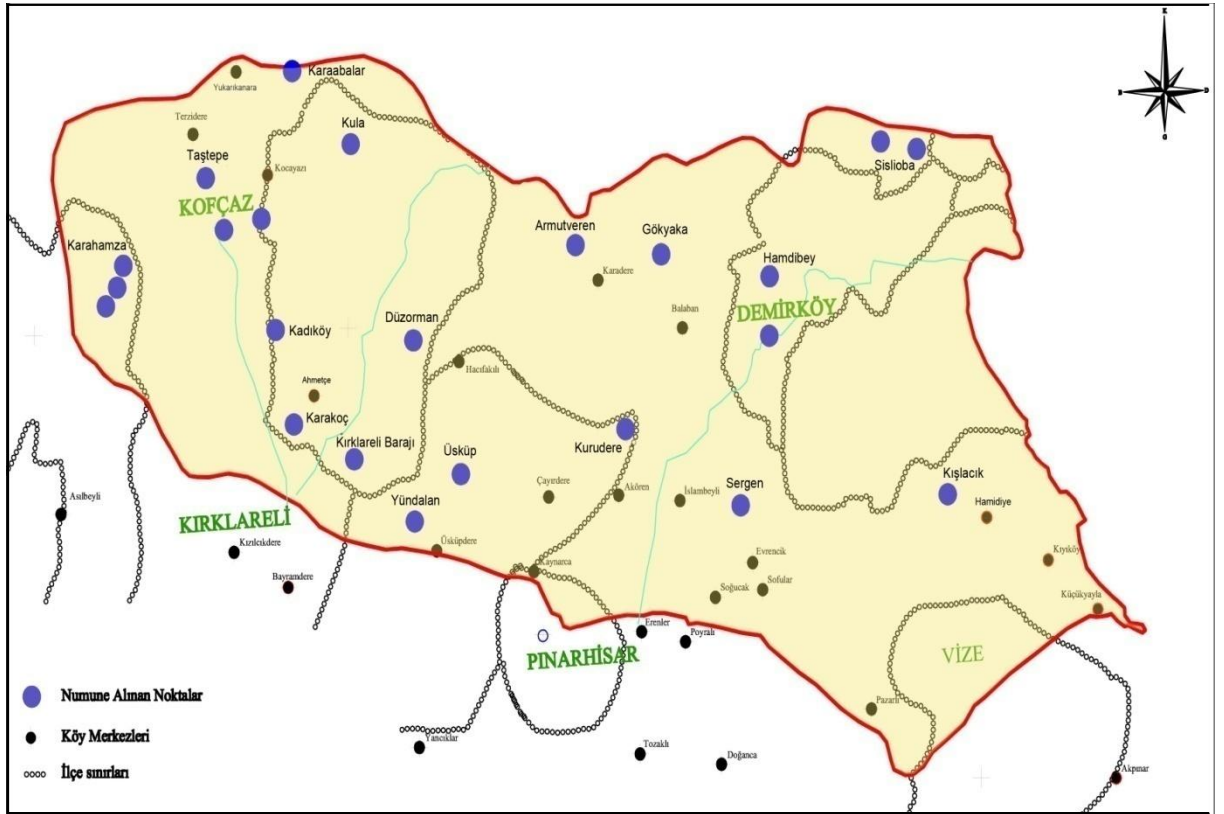 K
Yukarıkanara
Karaabalar
Terzidere
Kula
Taştepe
Kocayazı
Sislioba
KOFÇAZ
Karahamza
Armutveren
Gökyaka
Karadere
Hamdibey
Balaban
DEMİRKÖY
Kadıköy
Düzorman
Hacıfakılı
Ahmetçe
Karakoç
Kırklareli Barajı
Üsküp
Kurudere
Asılbeyli
Çayırdere
Akören
İslambeyli
Sergen
Kışlacık
Hamidiye
KIRKLARELİ
Yündalan
Üsküpdere
Kızılcıkdere
Bayramdere
Kaynarca
Evrencik
Soğucak
Sofular
Kıyıköy
Küçükyayla
Erenler
Poyralı
PINARHİSAR
VİZE
Pazarlı
Yancıklar
Tozaklı
Doğanca
Akpınar
Numune Alınan Noktalar
Köy Merkezleri
İlçe sınırları